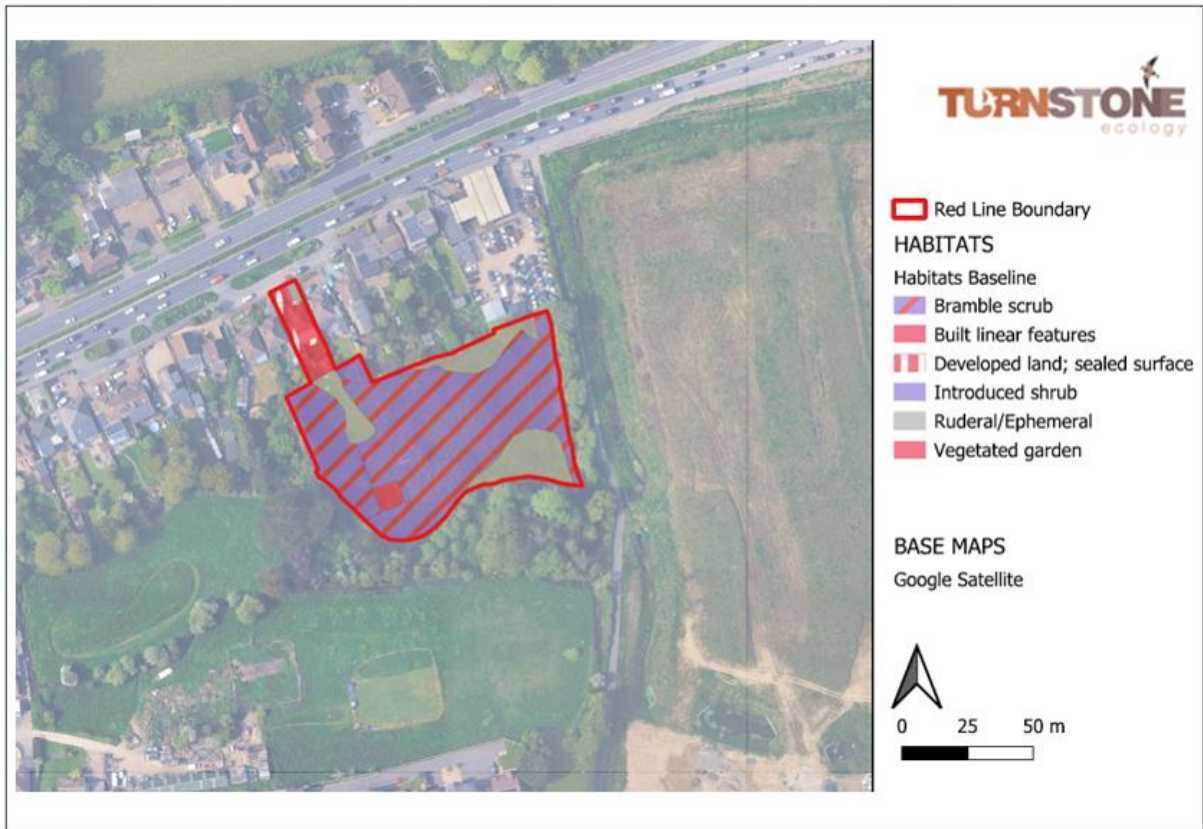 TURNSTONE
ecology
Red Line Boundary
HABITATS
Habitats Baseline
Bramble scrub
Built linear features
Developed land; sealed surface
Introduced shrub
Ruderal/Ephemeral
Vegetated garden
BASE MAPS
Google Satellite
0 25 50 m